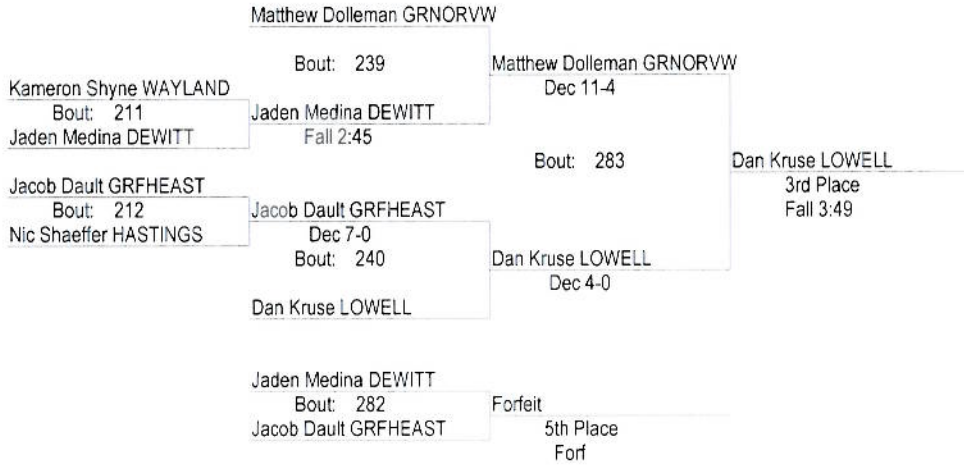 Matthew Dolleman GRNORVW
Bout: 239
Matthew Dolleman GRNORVW
Dec 11-4
Kameron Shyne WAYLAND
Bout: 211
Jaden Medina DEWITT
Jaden Medina DEWITT
Fall 2:45
Bout: 283
Dan Kruse LOWELL
3rd Place
Fall 3:49
Jacob Dault GRFHEAST
Bout: 212
Nic Shaeffer HASTINGS
Jacob Dault GRFHEAST
Dec 7-0
Bout: 240
Dan Kruse LOWELL
Dec 4-0
Dan Kruse LOWELL
Jaden Medina DEWITT
Bout: 282
Jacob Dault GRFHEAST
Forfeit
5th Place
Forf